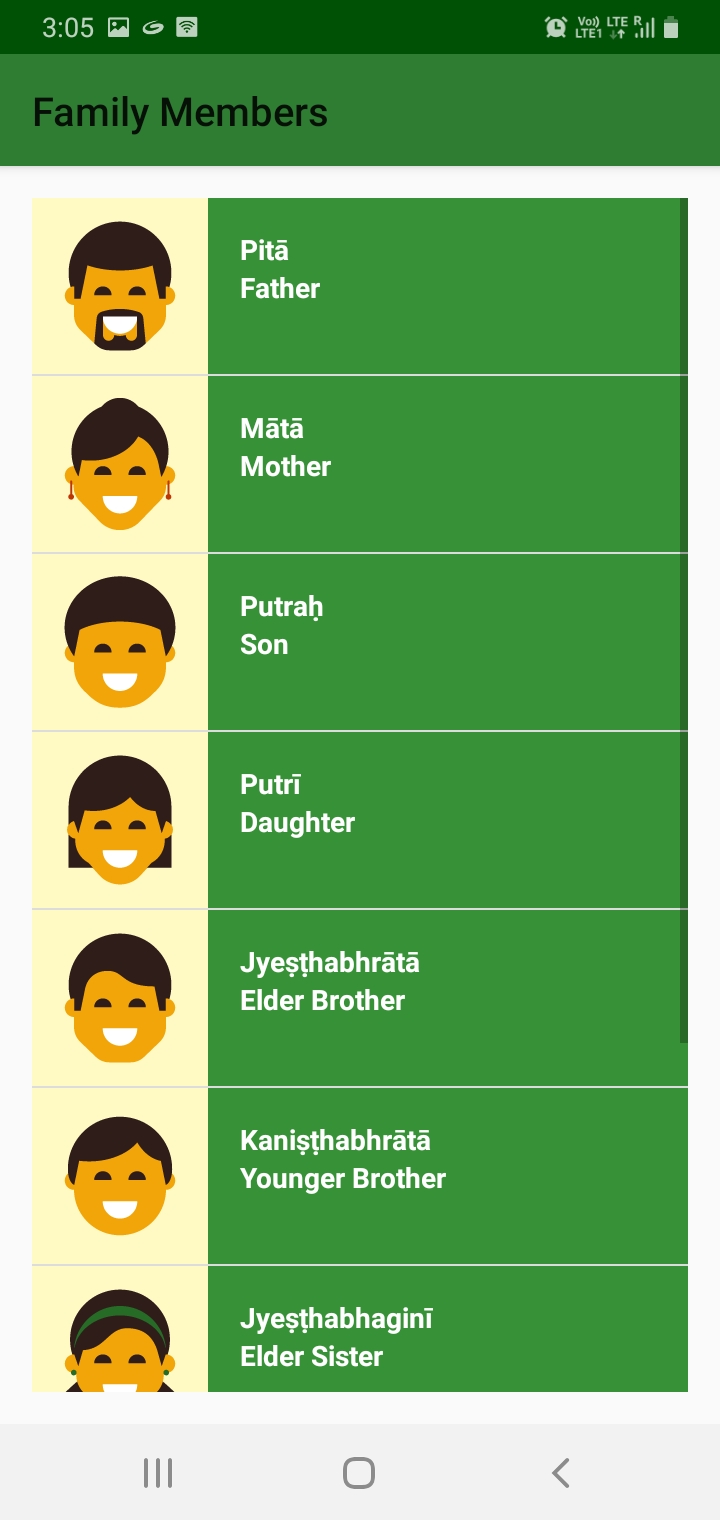 3:05
Vo) LTE R
LTE1
Family Members
Pitā
Father
Mātā
Mother
Putraḥ
Son
Putrī
Daughter
Jyeṣṭhabhrātā
Elder Brother
Kaniṣṭhabhrātā
Younger Brother
Jyeṣṭhabhaginī
Elder Sister